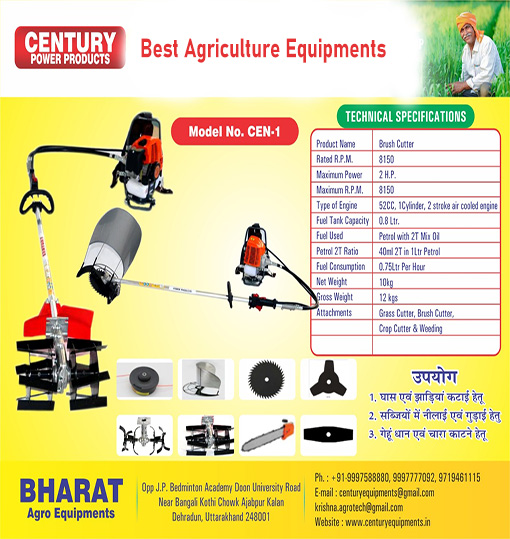 CENTURY
POWER PRODUCTS
Best Agriculture Equipments
Model No. CEN-1
TECHNICAL SPECIFICATIONS
Product Name Brush Cutter
Rated R.P.M. 8150
Maximum Power 2 H.P.
Maximum R.P.M. 8150
Type of Engine 52CC, 1Cylinder, 2 stroke air cooled engine
Fuel Tank Capacity 0.8 Ltr.
Fuel Used Petrol with 2T Mix Oil
Petrol 2T Ratio 40ml 2T in 1Ltr Petrol
Fuel Consumption 0.75Ltr Per Hour
Net Weight 10kg
Gross Weight 12 kgs
Attachments Grass Cutter, Brush Cutter,
Crop Cutter & Weeding
उपयोग
1. घास एवं झाड़ियां कटाई हेतू
2. सब्जियों में नीलाई एवं गुड़ाई हेतु
3. गेहूं धान एवं चारा काटने हेतू
BHARAT
Agro Equipments
Opp J.P. Bedminton Academy Doon University Road
Near Bangali Kothi Chowk Ajabpur Kalan
Dehradun, Uttarakhand 248001
Ph. : +91-9997588880, 9997777092, 9719461115
E-mail : centuryequipments@gmail.com
krishna.agrotech@gmail.com
Website : www.centuryequipments.in